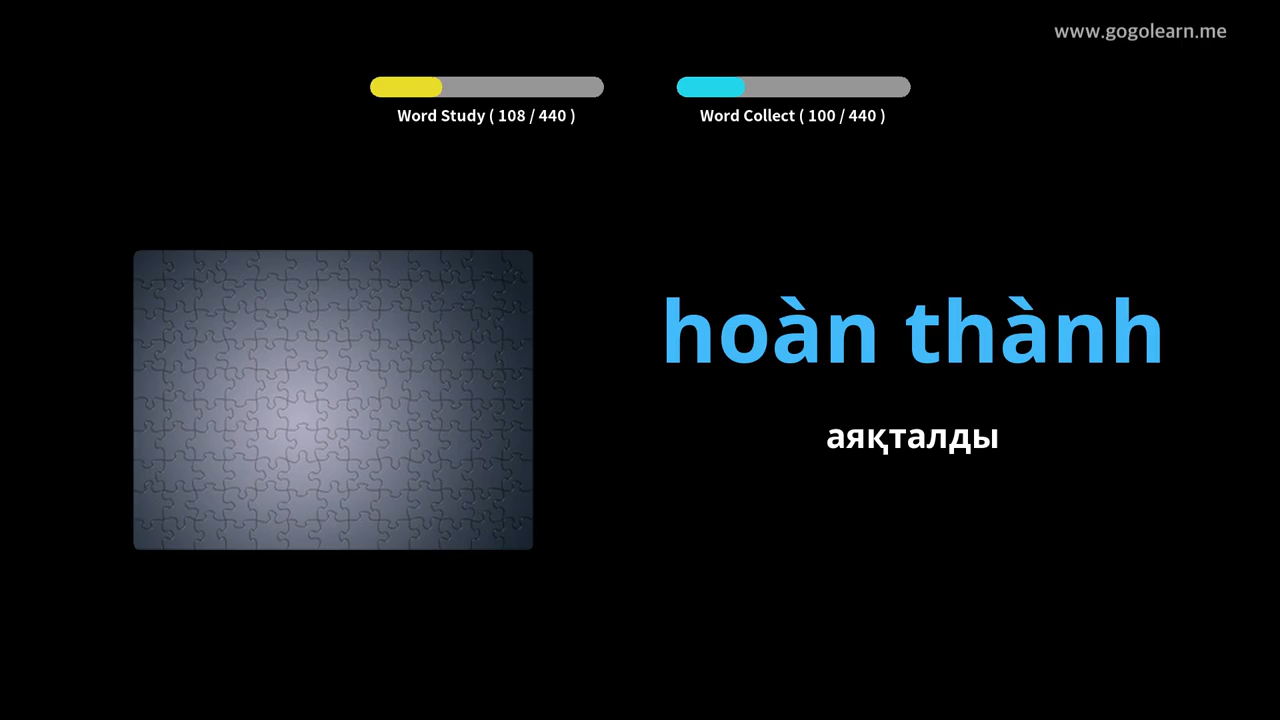 www.gogolearn.me
Word Study ( 108 / 440 )
Word Collect ( 100 / 440 )
hoàn thành
аяқталды